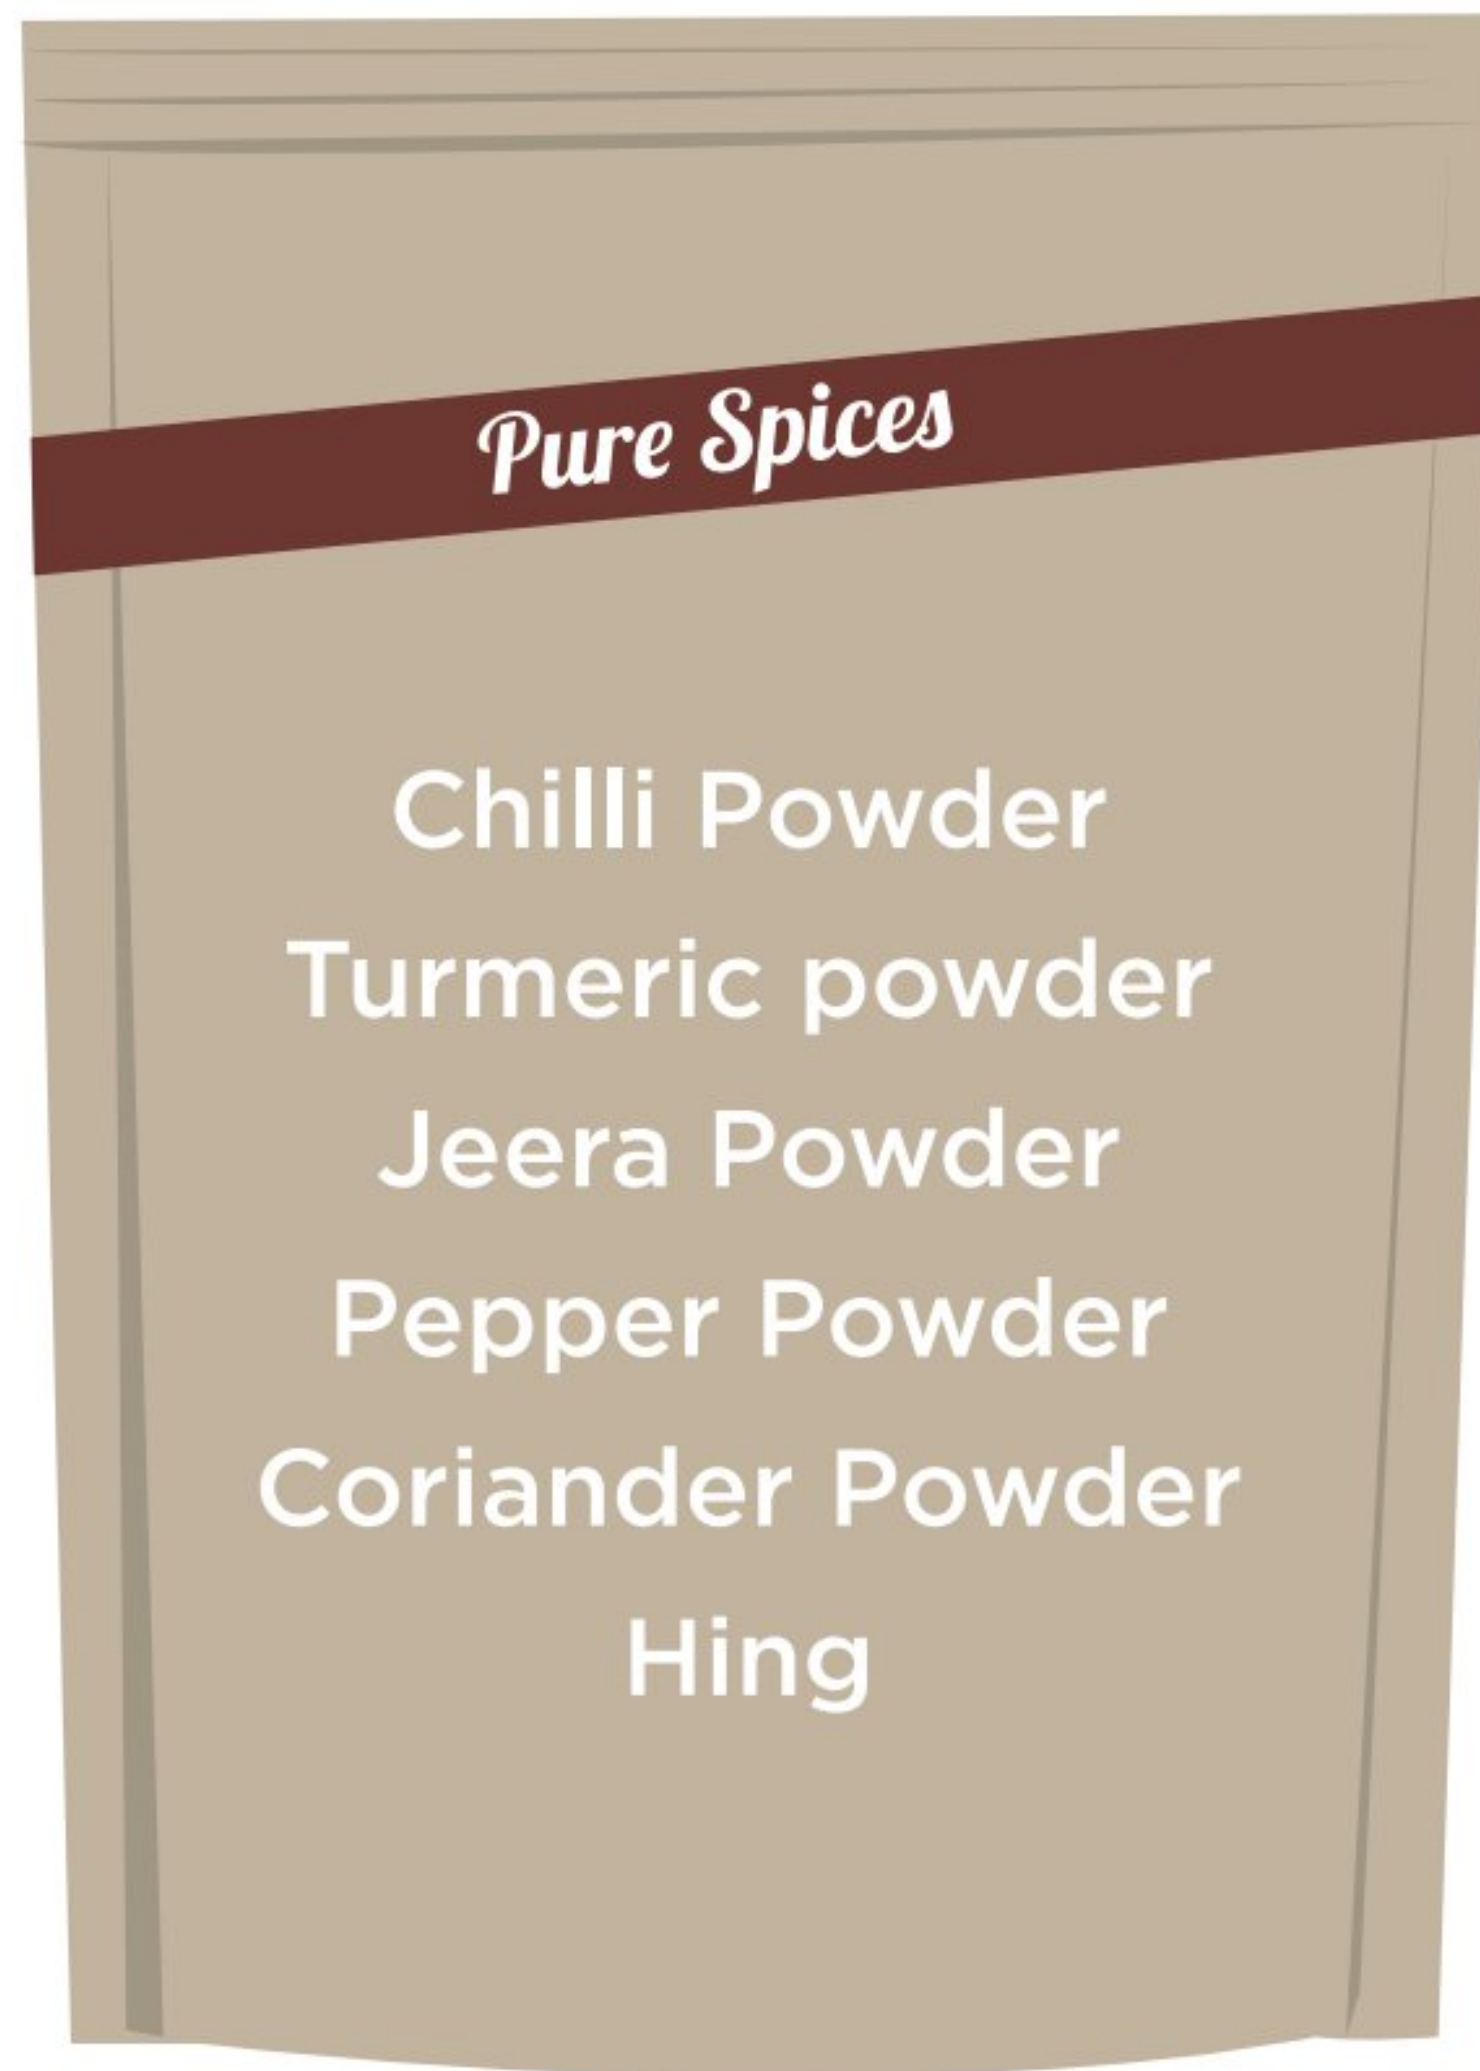 Pure Spices
Chilli Powder
Turmeric powder
Jeera Powder
Pepper Powder
Coriander Powder
Hing